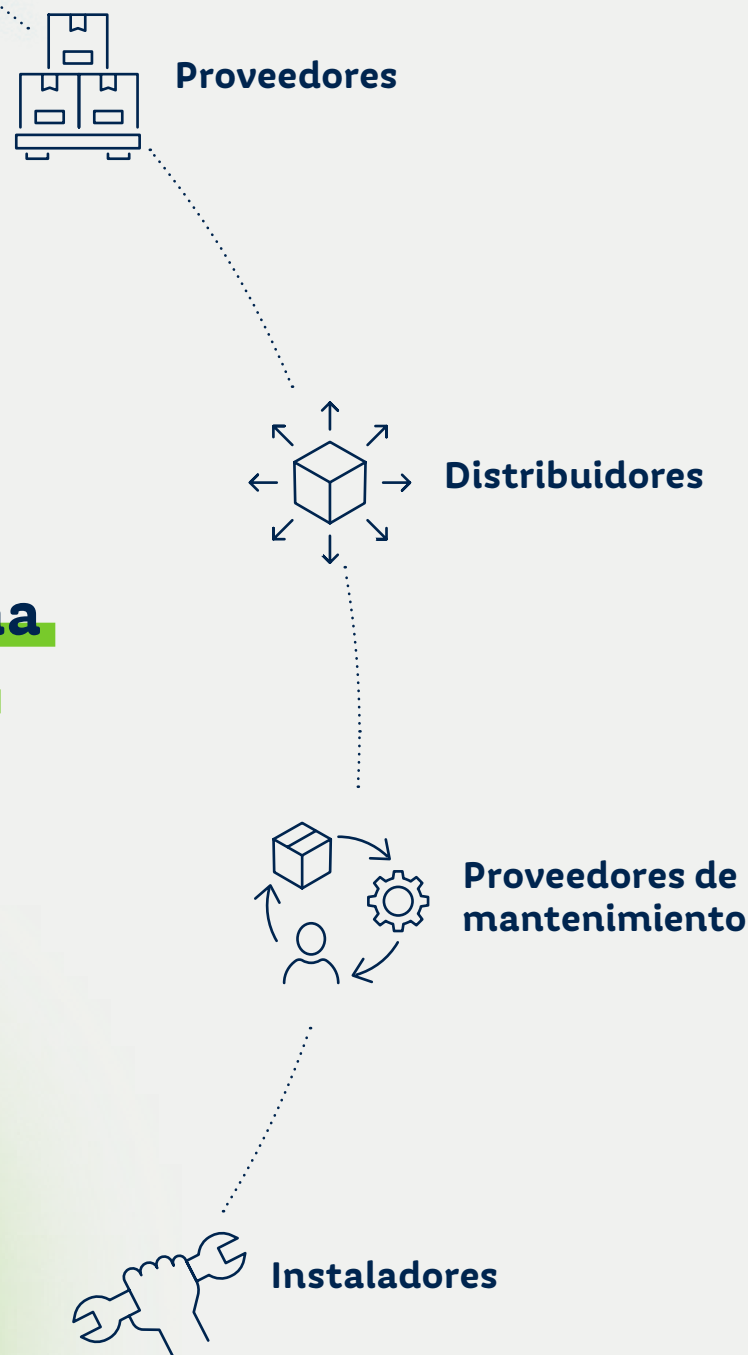 Proveedores
Distribuidores
Proveedores de
mantenimiento
Instaladores